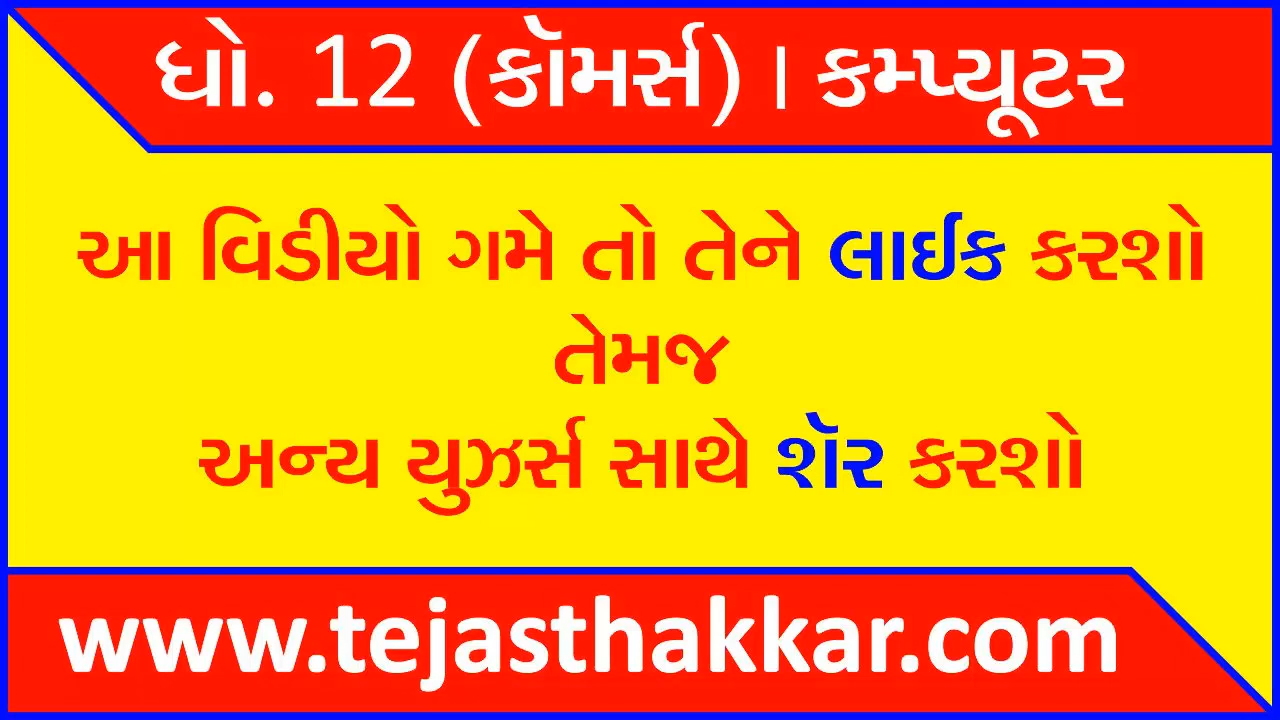 ધો. 12 (કૉમર્સ) । કમ્પ્યૂટર
આ વિડીયો ગમે તો તેને લાઈક કરશો
તેમજ
અન્ય યુઝર્સ સાથે શૅર કરશો
www.tejasthakkar.com